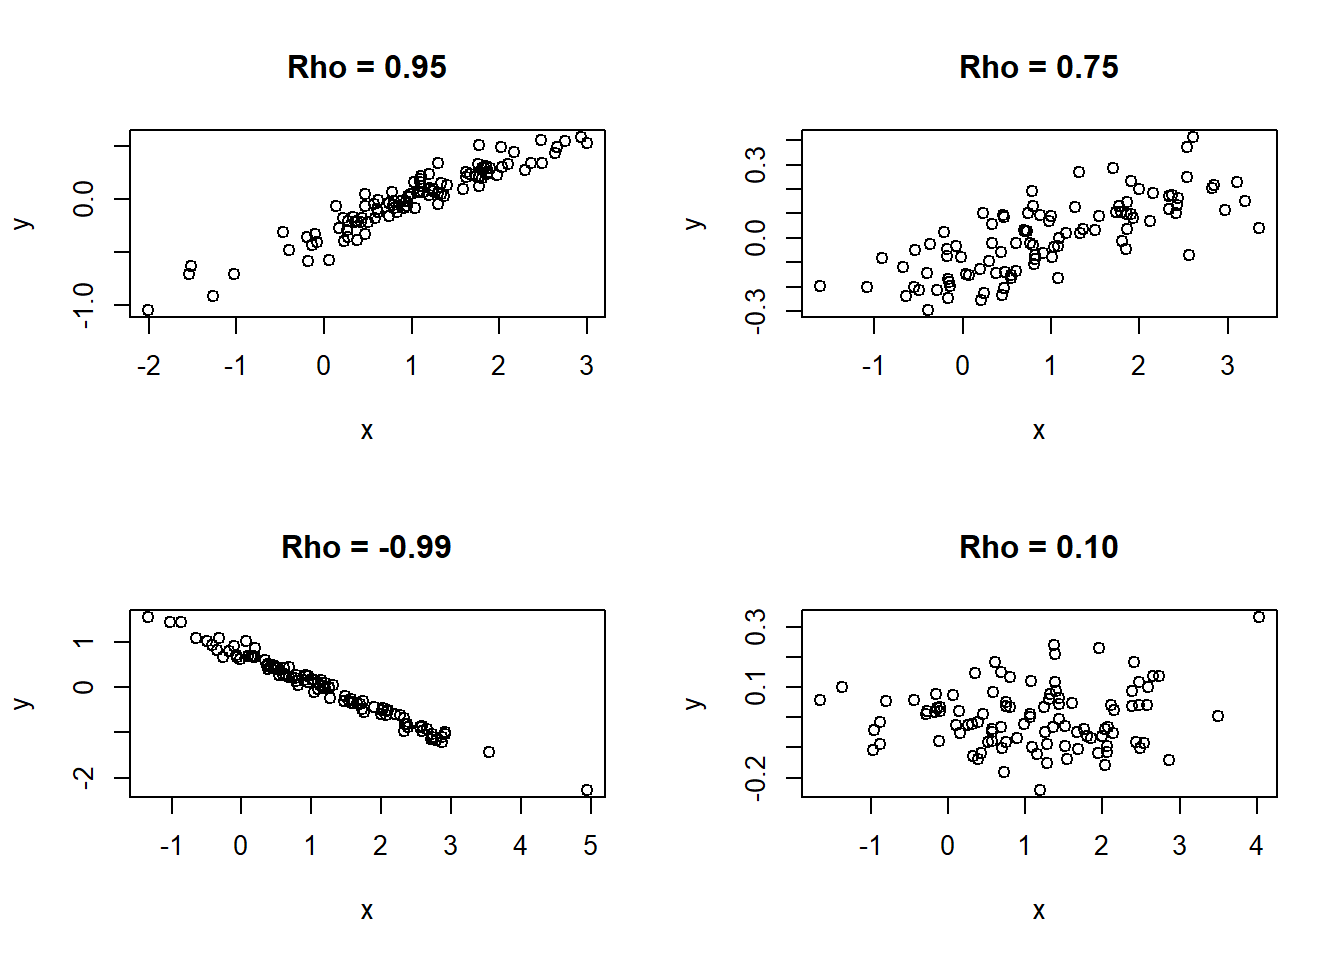 Rho = 0.95
y
0.0
-1.0
-2 -1 0 1 2 3
x
Rho = 0.75
y
0.3
0.0
-0.3
-1 0 1 2 3
x
Rho = -0.99
y
1
0
-2
-1 0 1 2 3 4 5
x
Rho = 0.10
y
0.3
0.1
-0.2
-1 0 1 2 3 4
x